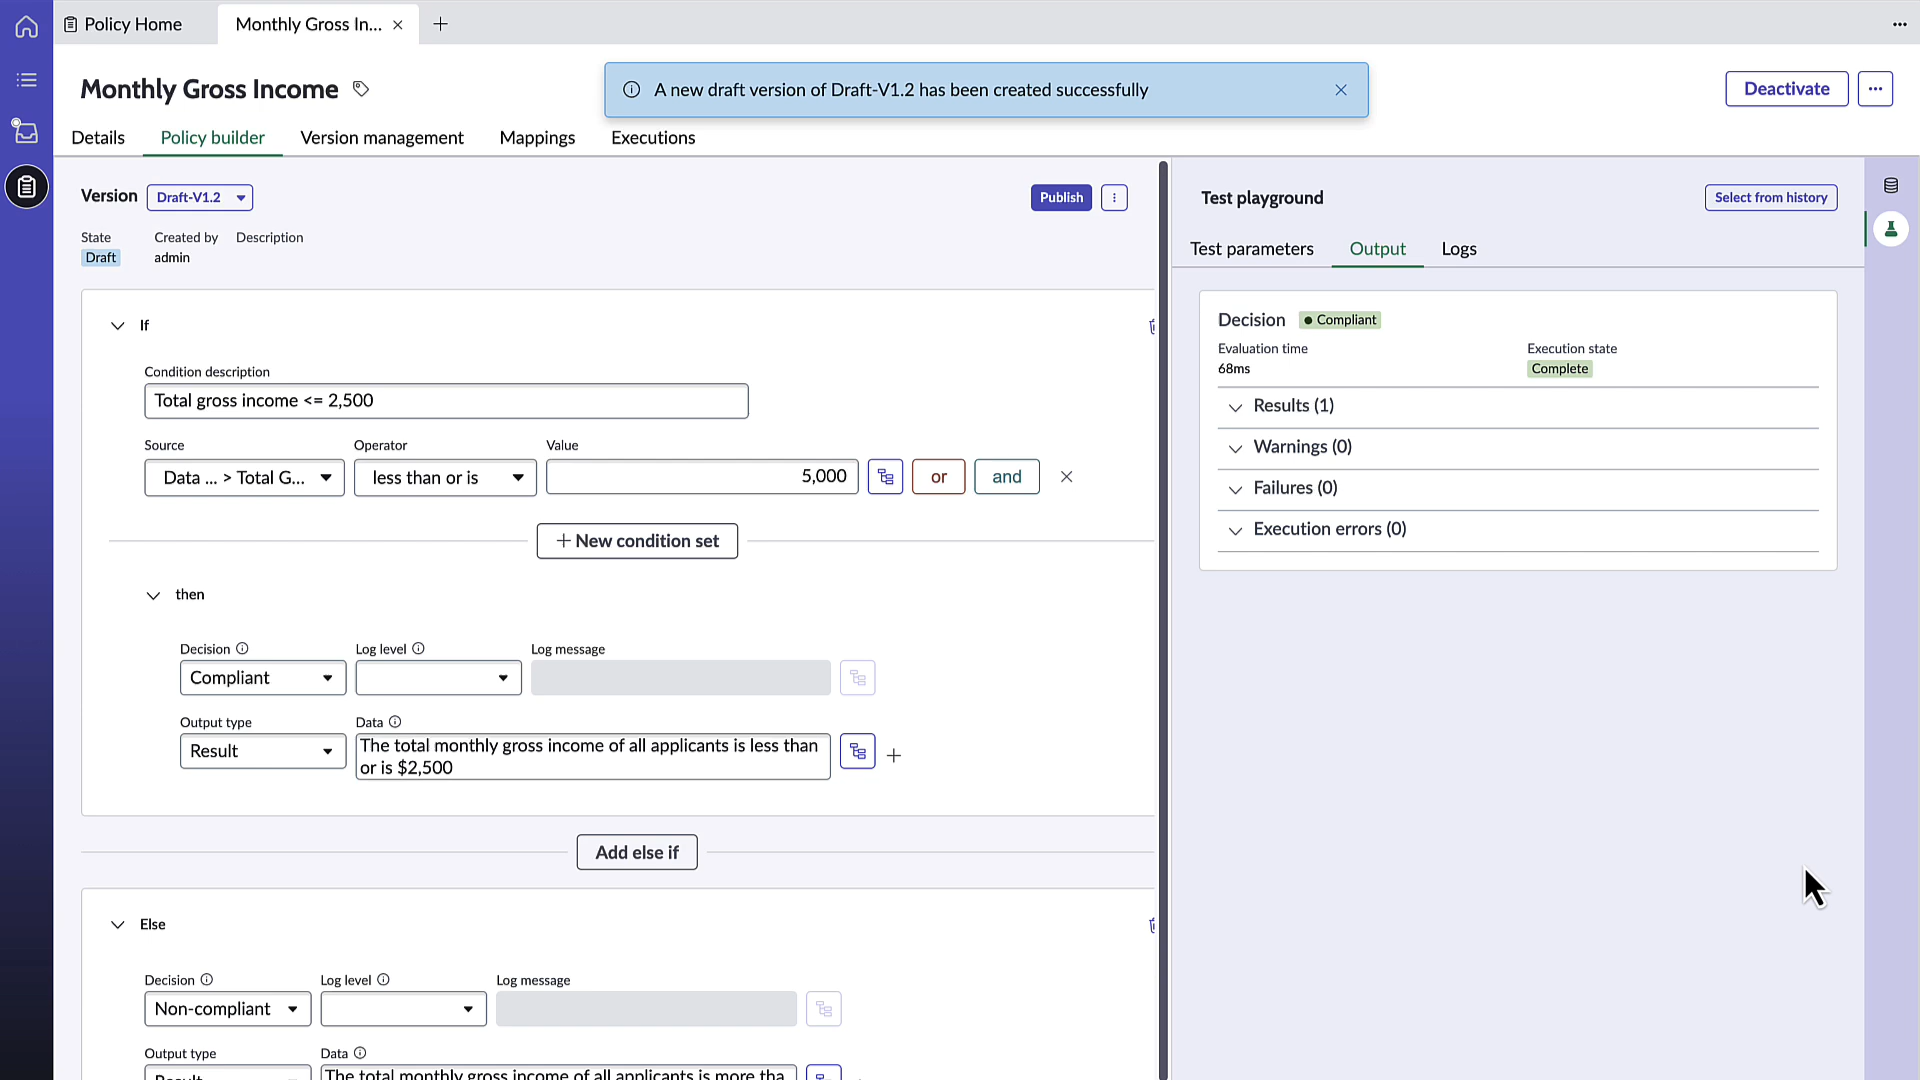 Policy Home
Monthly Gross In...
Monthly Gross Income
A new draft version of Draft-V1.2 has been created successfully
Deactivate
Details
Policy builder
Version management
Mappings
Executions
Version
Draft-V1.2
Publish
State
Created by
Description
Draft
admin
If
Condition description
Total gross income <= 2,500
Source
Operator
Value
Data ... > Total G...
less than or is
5,000
or
and
+ New condition set
then
Decision
Log level
Log message
Compliant
Output type
Data
Result
The total monthly gross income of all applicants is less than
or is $2,500
Add else if
Else
Decision
Log level
Log message
Non-compliant
Output type
Data
Result
The total monthly gross income of all applicants is more tha
Test playground
Select from history
Test parameters
Output
Logs
Decision
Compliant
Evaluation time
Execution state
68ms
Complete
Results (1)
Warnings (0)
Failures (0)
Execution errors (0)